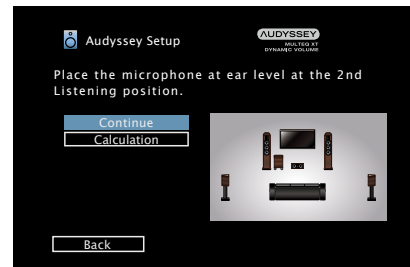 Audyssey Setup
AUDYSSEY
MULTEQ XT
DYNAMIC VOLUME
Place the microphone at ear level at the 2nd
Listening position.
Continue
Calculation
Back